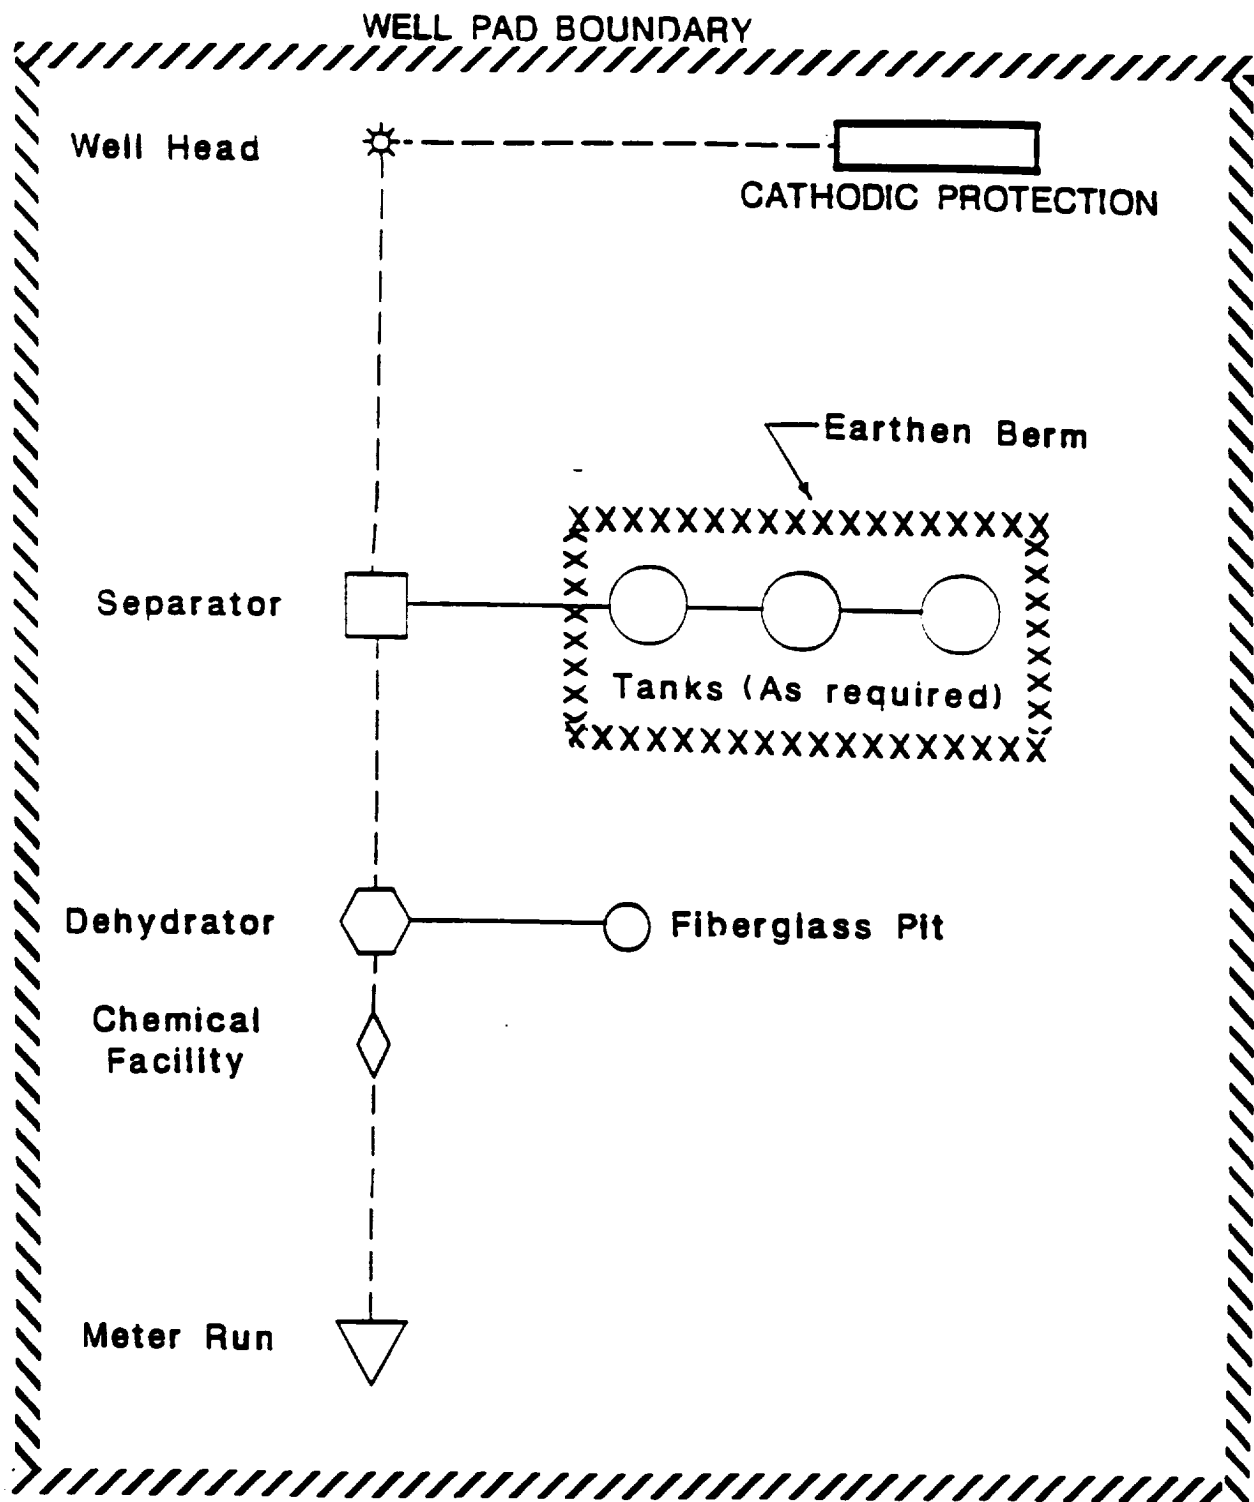 WELL PAD BOUNDARY
Well Head
CATHODIC PROTECTION
Earthen Berm
Separator
Tanks (As required)
Dehydrator
Fiberglass Pit
Chemical
Facility
Meter Run